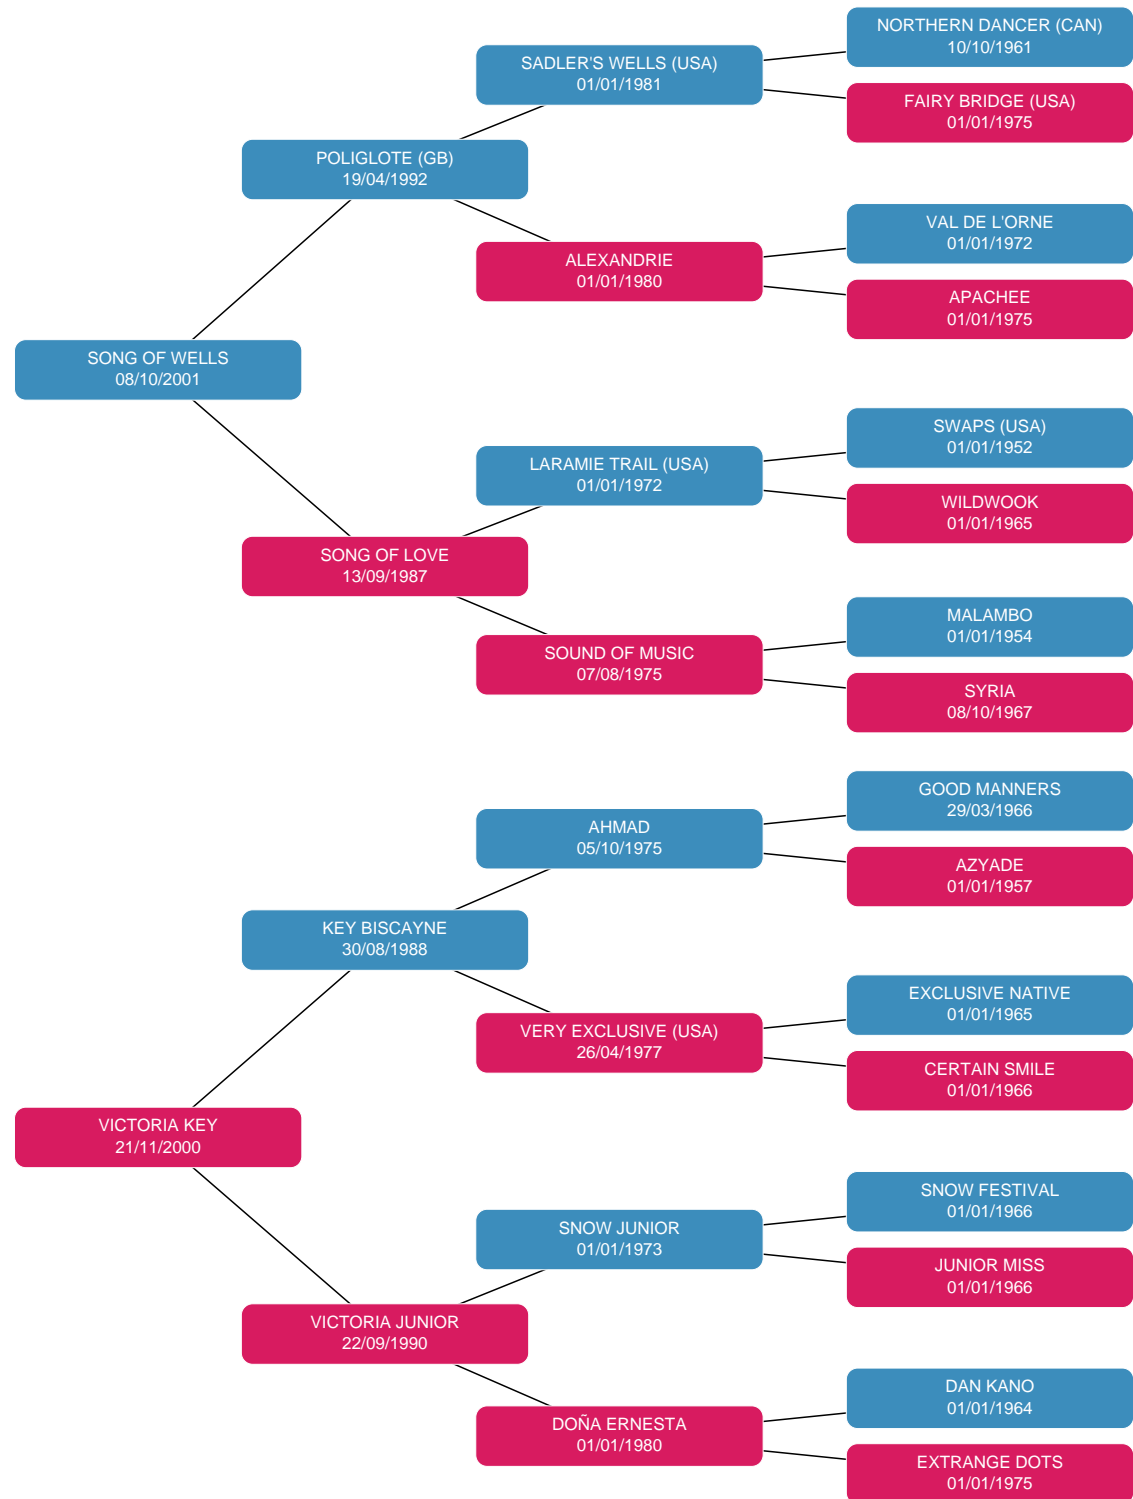 NORTHERN DANCER (CAN)
10/10/1961
SADLER'S WELLS (USA)
01/01/1981
FAIRY BRIDGE (USA)
01/01/1975
POLIGLOTE (GB)
19/04/1992
VAL DE L'ORNE
01/01/1972
ALEXANDRIE
01/01/1980
APACHEE
01/01/1975
SONG OF WELLS
08/10/2001
SWAPS (USA)
01/01/1952
LARAMIE TRAIL (USA)
01/01/1972
WILDWOOK
01/01/1965
SONG OF LOVE
13/09/1987
MALAMBO
01/01/1954
SOUND OF MUSIC
07/08/1975
SYRIA
08/10/1967
GOOD MANNERS
29/03/1966
AHMAD
05/10/1975
AZYADE
01/01/1957
KEY BISCAYNE
30/08/1988
EXCLUSIVE NATIVE
01/01/1965
VERY EXCLUSIVE (USA)
26/04/1977
CERTAIN SMILE
01/01/1966
VICTORIA KEY
21/11/2000
SNOW FESTIVAL
01/01/1966
SNOW JUNIOR
01/01/1973
JUNIOR MISS
01/01/1966
VICTORIA JUNIOR
22/09/1990
DAN KANO
01/01/1964
DOÑA ERNESTA
01/01/1980
EXTRANGE DOTS
01/01/1975